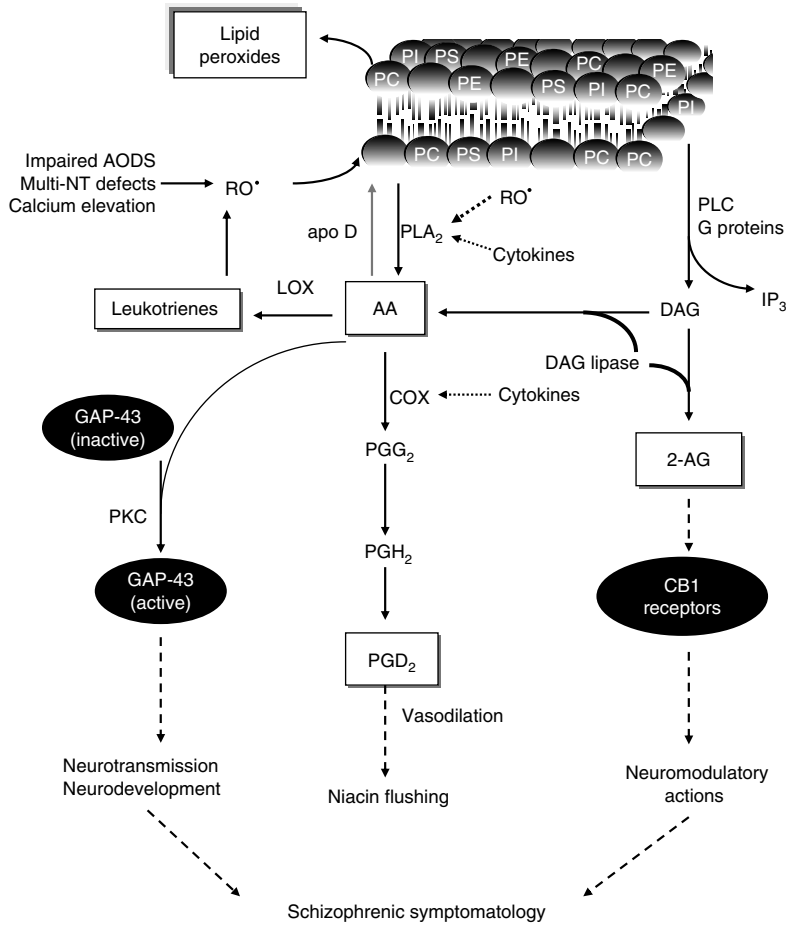 Lipid
peroxides
PI PS PE PC PE
PC PE PS PI PC PI
PC PS PI PC PC
Impaired AODS
Multi-NT defects
Calcium elevation
RO•
apo D
PLA2
RO•
Cytokines
PLC
G proteins
IP3
Leukotrienes
LOX
AA
DAG
DAG lipase
GAP-43
(inactive)
COX
Cytokines
PGG2
2-AG
PKC
PGH2
GAP-43
(active)
CB1
receptors
PGD2
Vasodilation
Neurotransmission
Neurodevelopment
Niacin flushing
Neuromodulatory
actions
Schizophrenic symptomatology